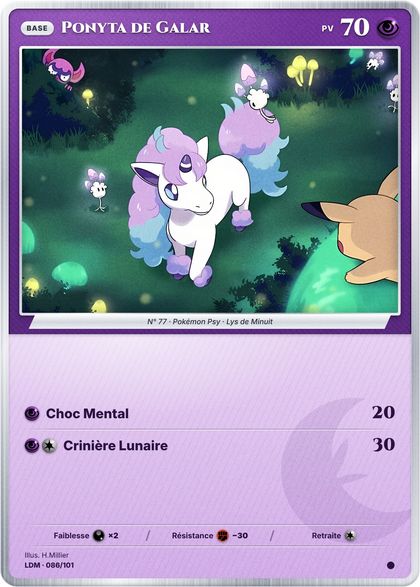 BASE PONYTA DE GALAR PV 70
N° 77 - Pokémon Psy - Lys de Minuit
Choc Mental 20
Crinière Lunaire 30
Faiblesse ×2 / Résistance −30 / Retraite
Illus. H.Millier
LDM - 086/101